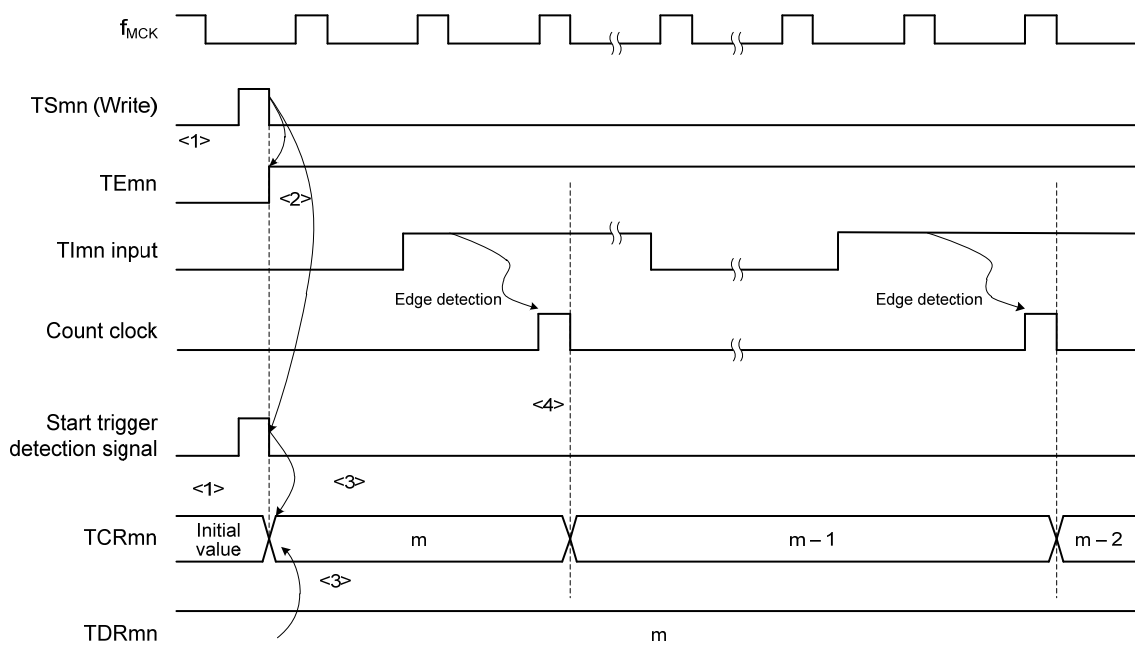 fMCK
TSmn (Write)
<1>
TEmn
<2>
TImn input
Edge detection
Edge detection
Count clock
<4>
Start trigger
detection signal
<1>
<3>
TCRmn
Initial
value
m
m – 1
m – 2
<3>
TDRmn
m